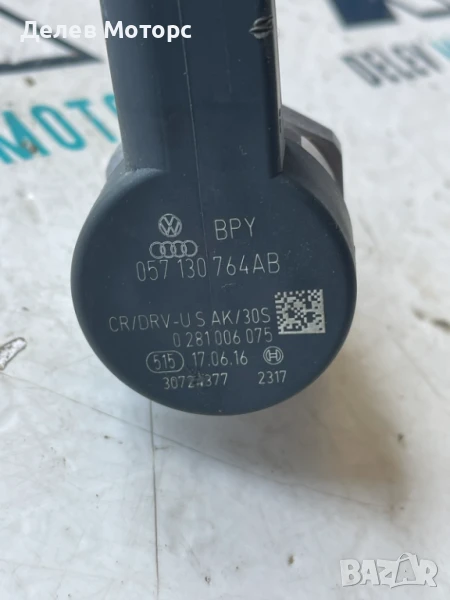 Делев Моторс
BPY
057 130 764AB
CR/DRV-U S AK/30S
0 281 006 075
515 17.06.16
30724377 2317
bazar